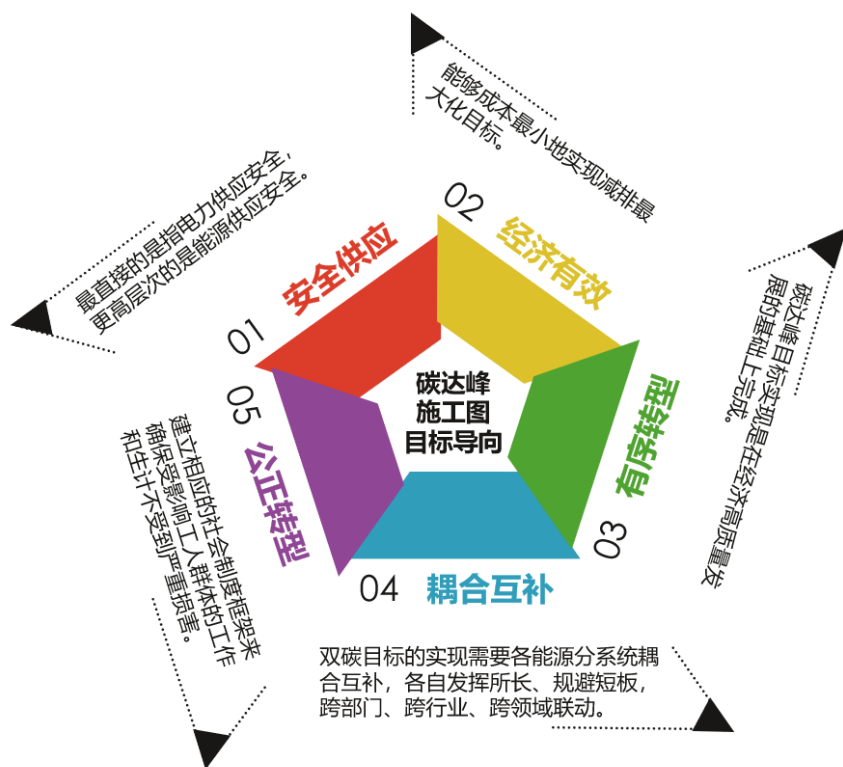 碳达峰
施工图
目标导向
01
安全供应
最直接的是指电力供应安全，
更高层次的是能源供应安全。
02
经济有效
能够成本最小地实现减排最
大化目标。
03
有序转型
碳达峰目标实现是在经济高质量发
展的基础上完成。
04
耦合互补
双碳目标的实现需要各能源分系统耦
合互补，各自发挥所长、规避短板，
跨部门、跨行业、跨领域联动。
05
公正转型
建立相应的社会制度框架来
确保受影响工人群体的工作
和生计不受到严重损害。